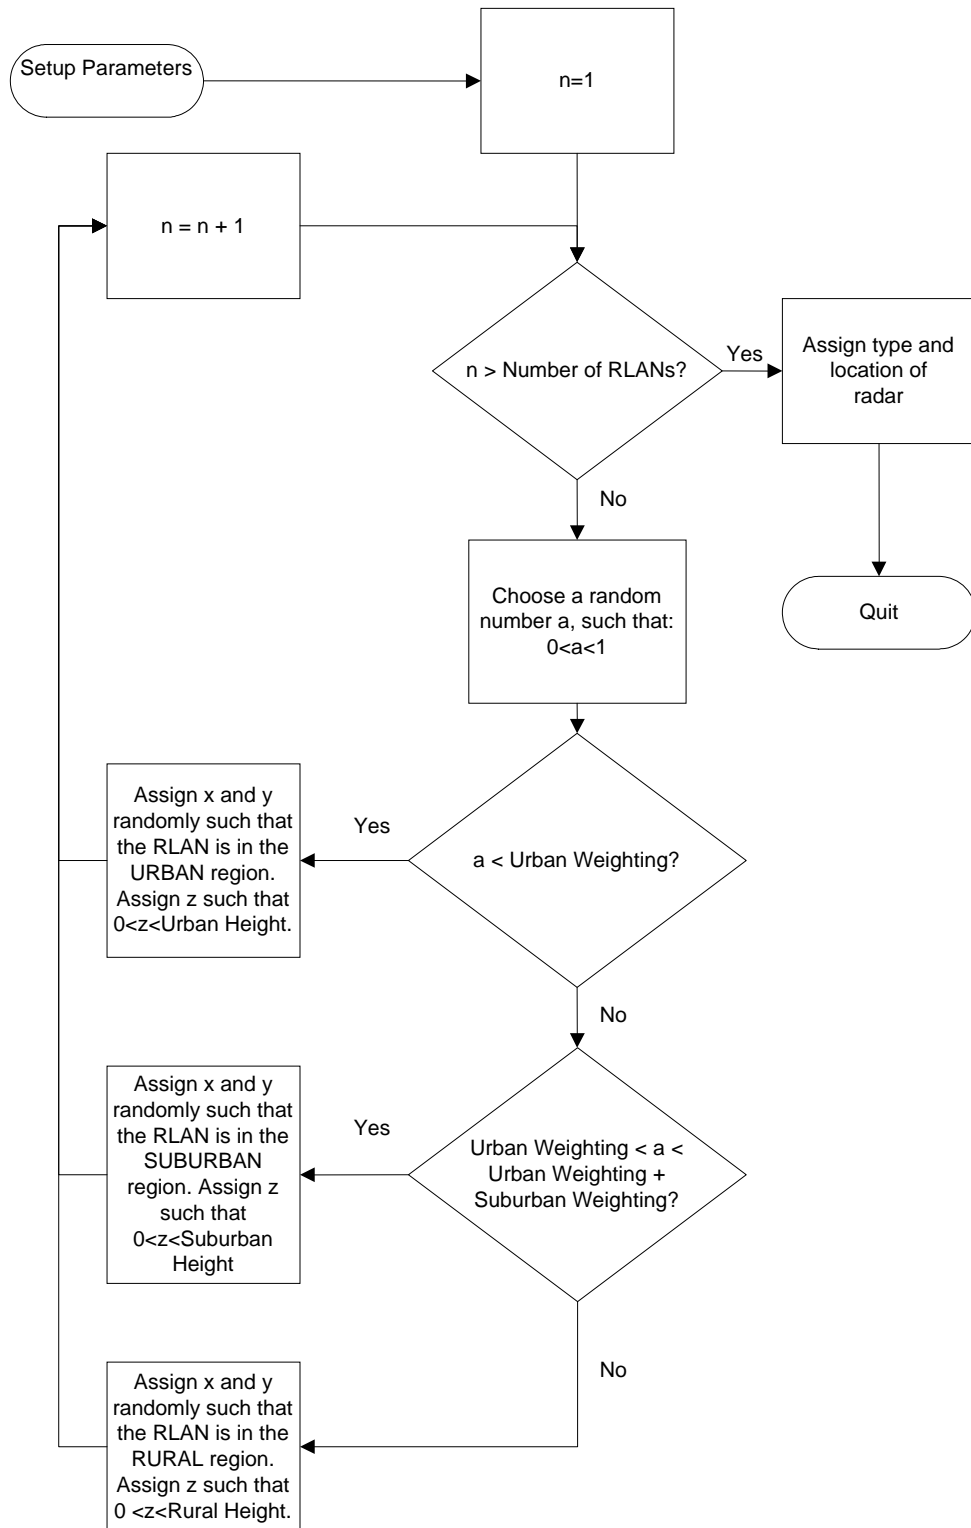 Setup Parameters
n=1
n = n + 1
n > Number of RLANs?
Yes
Assign type and
location of
radar
No
Choose a random
number a, such that:
0<a<1
Quit
Assign x and y
randomly such that
the RLAN is in the
URBAN region.
Assign z such that
0<z<Urban Height.
Yes
a < Urban Weighting?
No
Assign x and y
randomly such that
the RLAN is in the
SUBURBAN
region. Assign z
such that
0<z<Suburban
Height
Yes
Urban Weighting < a <
Urban Weighting +
Suburban Weighting?
No
Assign x and y
randomly such that
the RLAN is in the
RURAL region.
Assign z such that
0 <z<Rural Height.